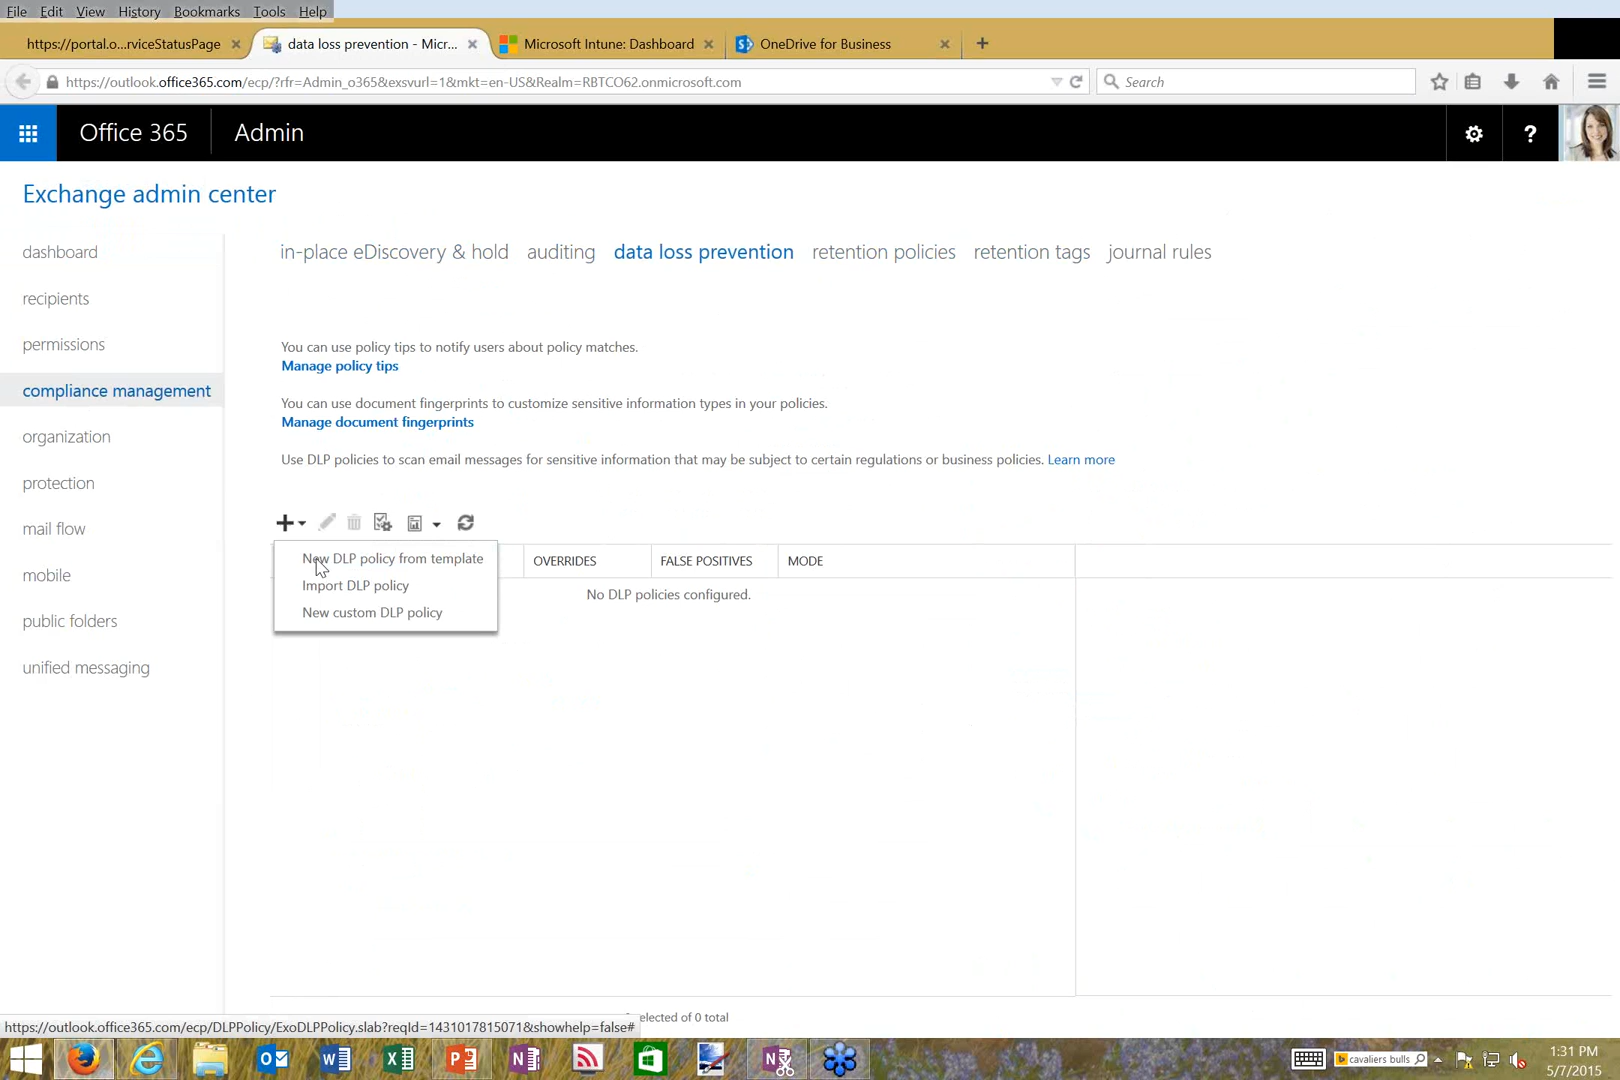 File Edit View History Bookmarks Tools Help
https://portal.o...rviceStatusPage
data loss prevention - Micr...
Microsoft Intune: Dashboard
OneDrive for Business
https://outlook.office365.com/ecp/?rfr=Admin_o365&exsvurl=1&mkt=en-US&Realm=RBTCO62.onmicrosoft.com
Search
Office 365
Admin
?
Exchange admin center
dashboard
recipients
permissions
compliance management
organization
protection
mail flow
mobile
public folders
unified messaging
in-place eDiscovery & hold auditing data loss prevention retention policies retention tags journal rules
You can use policy tips to notify users about policy matches.
Manage policy tips
You can use document fingerprints to customize sensitive information types in your policies.
Manage document fingerprints
Use DLP policies to scan email messages for sensitive information that may be subject to certain regulations or business policies. Learn more
New DLP policy from template
Import DLP policy
New custom DLP policy
OVERRIDES FALSE POSITIVES MODE
No DLP policies configured.
selected of 0 total
https://outlook.office365.com/ecp/DLPPolicy/ExoDLPPolicy.slab?reqId=1431017815071&showhelp=false#
cavaliers bulls
1:31 PM
5/7/2015